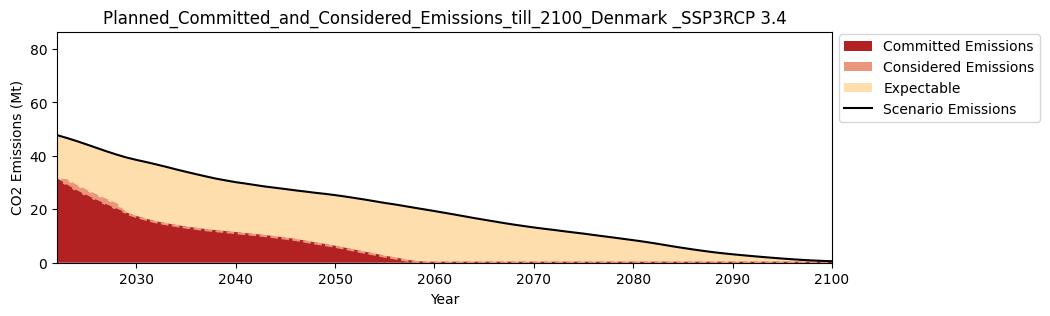 Planned_Committed_and_Considered_Emissions_till_2100_Denmark _SSP3RCP 3.4
CO2 Emissions (Mt)
80
60
40
20
0
2030 2040 2050 2060 2070 2080 2090 2100
Year
Committed Emissions
Considered Emissions
Expectable
Scenario Emissions